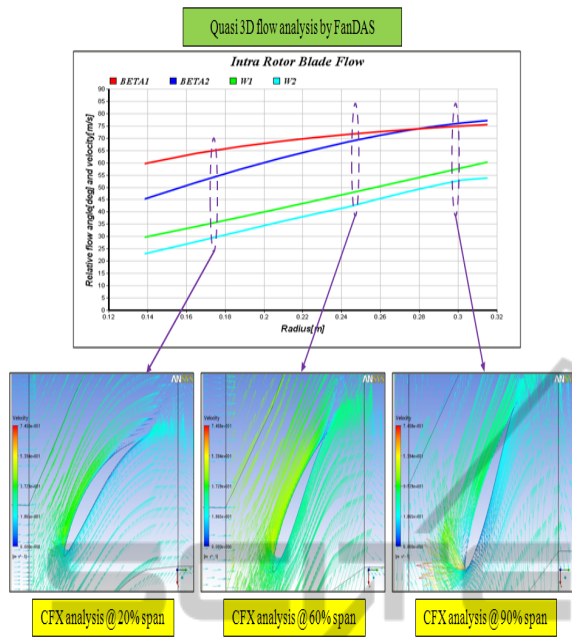 Quasi 3D flow analysis by FanDAS
Intra Rotor Blade Flow
BETA1 BETA2 W1 W2
Relative flow angle[deg] and velocity[m/s]
90
85
80
75
70
65
60
55
50
45
40
35
30
25
20
15
10
5
0
0.12 0.14 0.16 0.18 0.2 0.22 0.24 0.26 0.28 0.3 0.32
Radius[m]
Velocity
Velocity
Velocity
CFX analysis @ 20% span
CFX analysis @ 60% span
CFX analysis @ 90% span